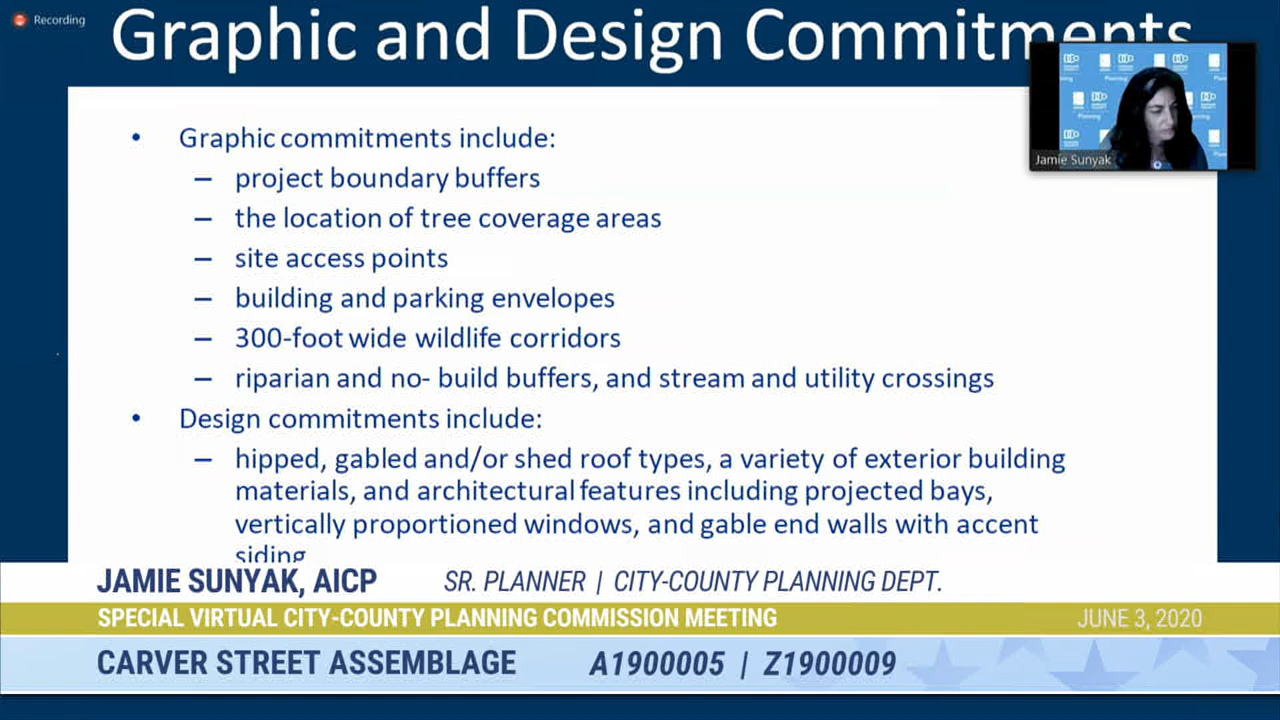 Recording
Graphic and Design Commitments
Jamie Sunyak
• Graphic commitments include:
– project boundary buffers
– the location of tree coverage areas
– site access points
– building and parking envelopes
– 300-foot wide wildlife corridors
– riparian and no- build buffers, and stream and utility crossings
• Design commitments include:
– hipped, gabled and/or shed roof types, a variety of exterior building
materials, and architectural features including projected bays,
vertically proportioned windows, and gable end walls with accent
siding
JAMIE SUNYAK, AICP SR. PLANNER | CITY-COUNTY PLANNING DEPT.
SPECIAL VIRTUAL CITY-COUNTY PLANNING COMMISSION MEETING JUNE 3, 2020
CARVER STREET ASSEMBLAGE A1900005 | Z1900009